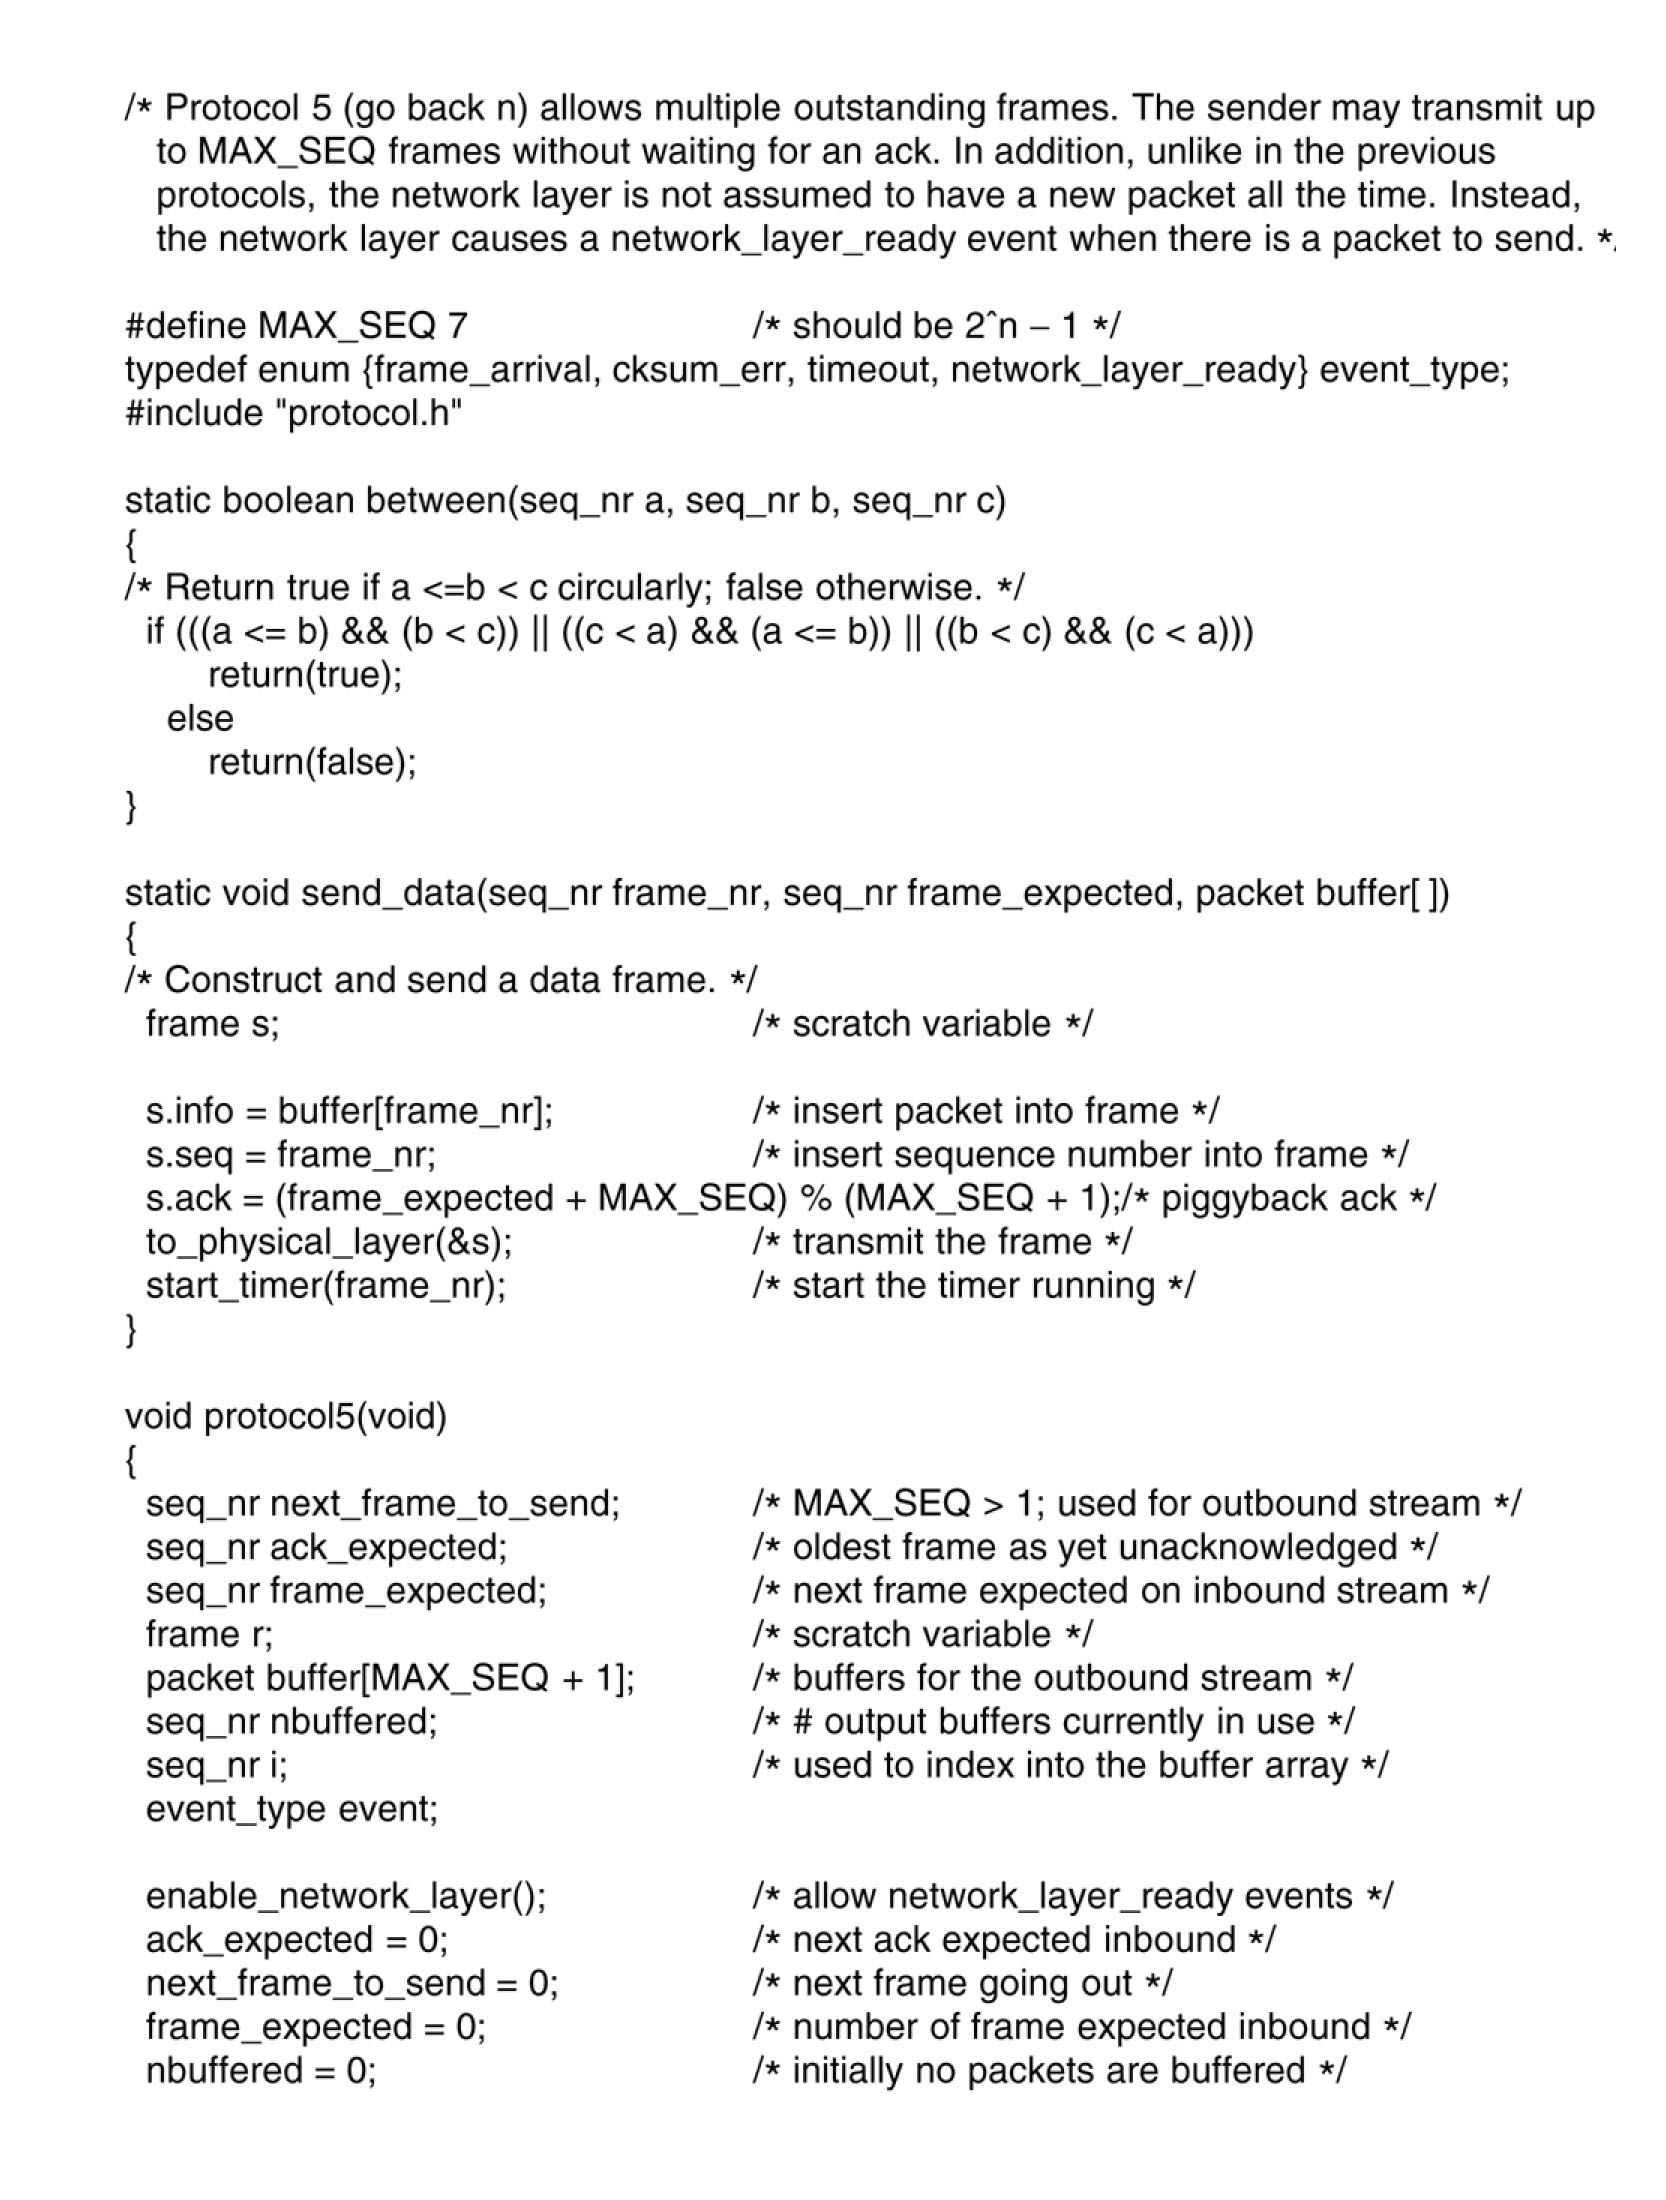 /* Protocol 5 (go back n) allows multiple outstanding frames. The sender may transmit up
to MAX_SEQ frames without waiting for an ack. In addition, unlike in the previous
protocols, the network layer is not assumed to have a new packet all the time. Instead,
the network layer causes a network_layer_ready event when there is a packet to send. *
#define MAX_SEQ 7 /* should be 2^n – 1 */
typedef enum {frame_arrival, cksum_err, timeout, network_layer_ready} event_type;
#include "protocol.h"
static boolean between(seq_nr a, seq_nr b, seq_nr c)
{
/* Return true if a <=b < c circularly; false otherwise. */
if (((a <= b) && (b < c)) || ((c < a) && (a <= b)) || ((b < c) && (c < a)))
return(true);
else
return(false);
}
static void send_data(seq_nr frame_nr, seq_nr frame_expected, packet buffer[ ])
{
/* Construct and send a data frame. */
frame s; /* scratch variable */
s.info = buffer[frame_nr]; /* insert packet into frame */
s.seq = frame_nr; /* insert sequence number into frame */
s.ack = (frame_expected + MAX_SEQ) % (MAX_SEQ + 1);/* piggyback ack */
to_physical_layer(&s); /* transmit the frame */
start_timer(frame_nr); /* start the timer running */
}
void protocol5(void)
{
seq_nr next_frame_to_send; /* MAX_SEQ > 1; used for outbound stream */
seq_nr ack_expected; /* oldest frame as yet unacknowledged */
seq_nr frame_expected; /* next frame expected on inbound stream */
frame r; /* scratch variable */
packet buffer[MAX_SEQ + 1]; /* buffers for the outbound stream */
seq_nr nbuffered; /* # output buffers currently in use */
seq_nr i; /* used to index into the buffer array */
event_type event;
enable_network_layer(); /* allow network_layer_ready events */
ack_expected = 0; /* next ack expected inbound */
next_frame_to_send = 0; /* next frame going out */
frame_expected = 0; /* number of frame expected inbound */
nbuffered = 0; /* initially no packets are buffered */